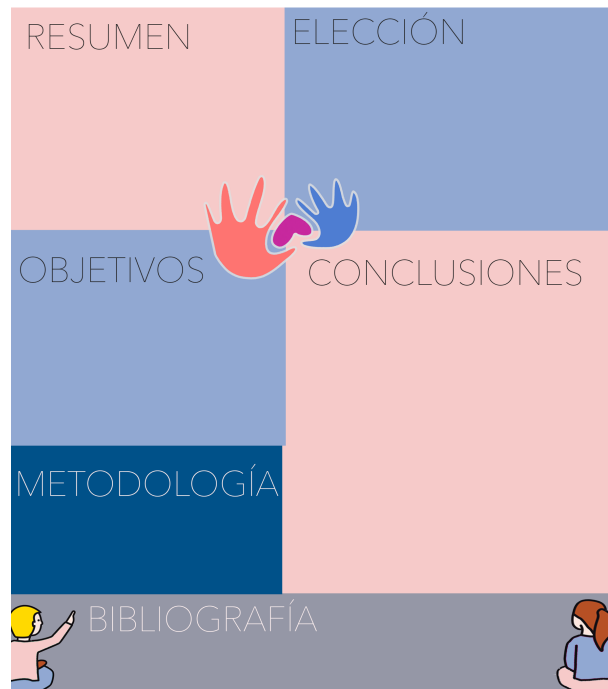 RESUMEN
ELECCIÓN
OBJETIVOS
CONCLUSIONES
METODOLOGÍA
BIBLIOGRAFÍA